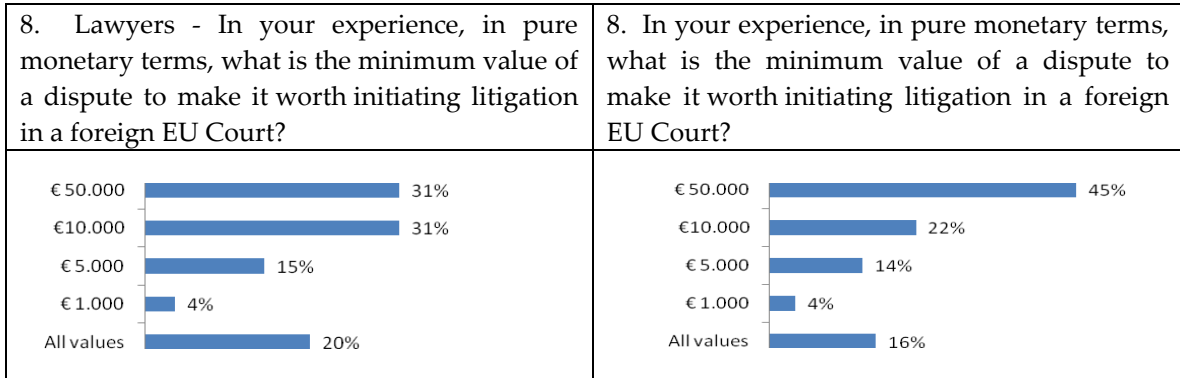 8. Lawyers - In your experience, in pure
monetary terms, what is the minimum value of
a dispute to make it worth initiating litigation
in a foreign EU Court?
8. In your experience, in pure monetary terms,
what is the minimum value of a dispute to
make it worth initiating litigation in a foreign
EU Court?
€ 50.000 31%
€10.000 31%
€ 5.000 15%
€ 1.000 4%
All values 20%
€ 50.000 45%
€10.000 22%
€ 5.000 14%
€ 1.000 4%
All values 16%